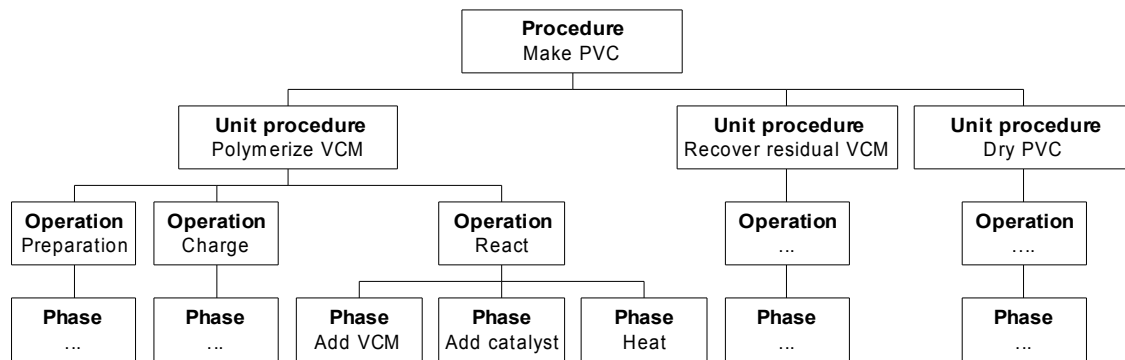 Procedure
Make PVC
Unit procedure
Polymerize VCM
Unit procedure
Recover residual VCM
Unit procedure
Dry PVC
Operation
Preparation
Operation
Charge
Operation
React
Operation
...
Operation
....
Phase
...
Phase
...
Phase
Add VCM
Phase
Add catalyst
Phase
Heat
Phase
...
Phase
...